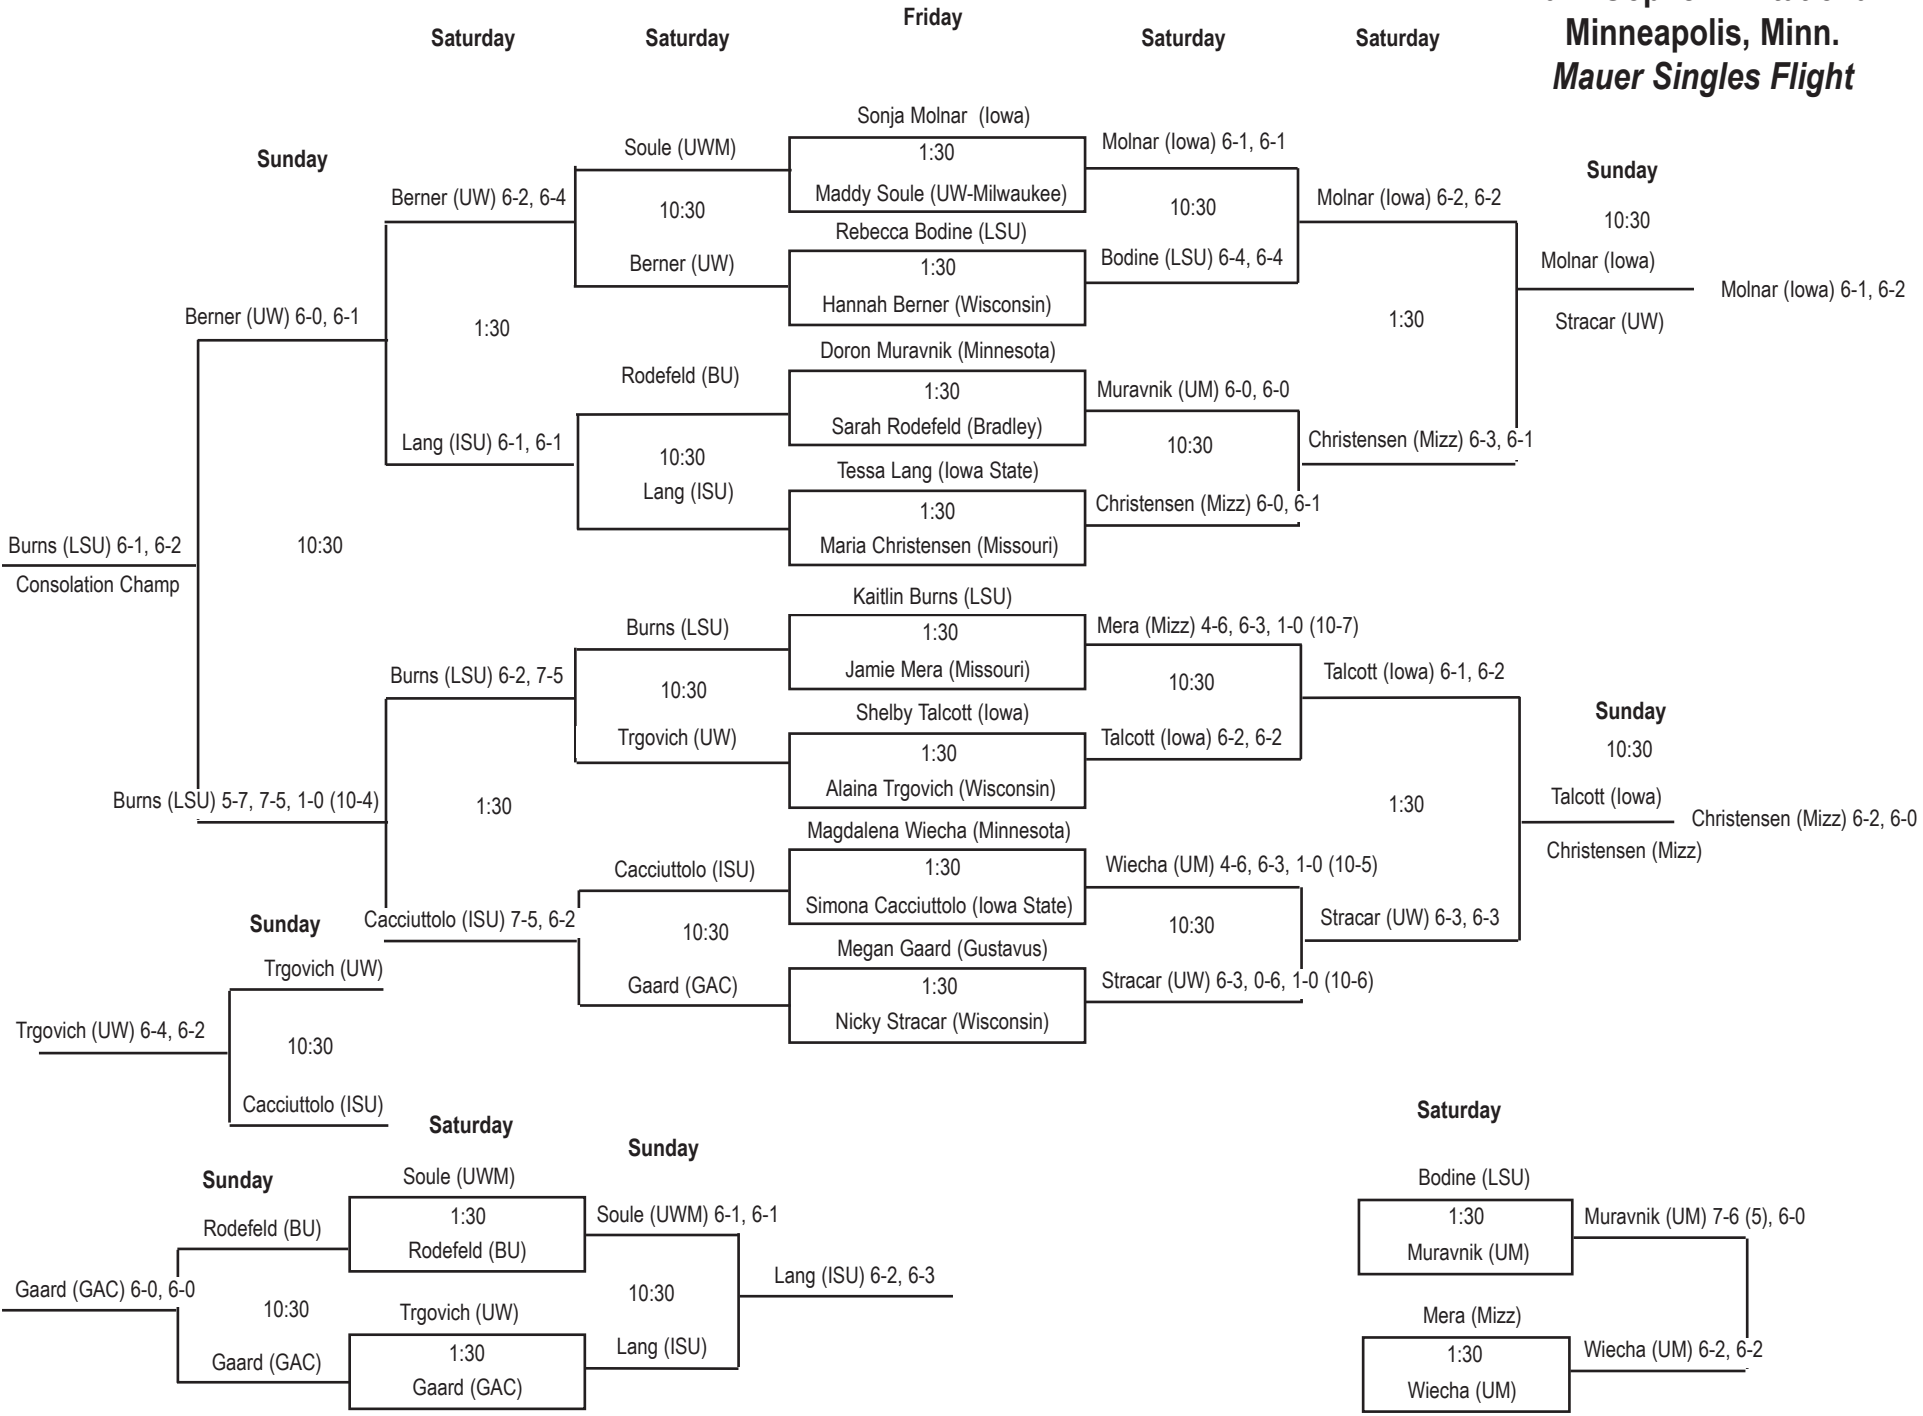 Friday
Saturday
Saturday
Saturday
Saturday
Minneapolis, Minn.
Mauer Singles Flight
Sunday
Berner (UW) 6-2, 6-4
Soule (UWM)
10:30
Berner (UW)
Sonja Molnar (Iowa)
1:30
Maddy Soule (UW-Milwaukee)
Rebecca Bodine (LSU)
1:30
Hannah Berner (Wisconsin)
Molnar (Iowa) 6-1, 6-1
10:30
Bodine (LSU) 6-4, 6-4
Molnar (Iowa) 6-2, 6-2
Sunday
10:30
Molnar (Iowa)
Stracar (UW)
Molnar (Iowa) 6-1, 6-2
Berner (UW) 6-0, 6-1
1:30
Rodefeld (BU)
10:30
Lang (ISU)
Lang (ISU) 6-1, 6-1
Doron Muravnik (Minnesota)
1:30
Sarah Rodefeld (Bradley)
Tessa Lang (Iowa State)
1:30
Maria Christensen (Missouri)
Muravnik (UM) 6-0, 6-0
10:30
Christensen (Mizz) 6-0, 6-1
1:30
Christensen (Mizz) 6-3, 6-1
Burns (LSU) 6-1, 6-2
Consolation Champ
10:30
Burns (LSU) 6-2, 7-5
Burns (LSU)
10:30
Trgovich (UW)
Kaitlin Burns (LSU)
1:30
Jamie Mera (Missouri)
Shelby Talcott (Iowa)
1:30
Alaina Trgovich (Wisconsin)
Mera (Mizz) 4-6, 6-3, 1-0 (10-7)
10:30
Talcott (Iowa) 6-2, 6-2
Talcott (Iowa) 6-1, 6-2
Sunday
10:30
Talcott (Iowa)
Christensen (Mizz)
Christensen (Mizz) 6-2, 6-0
Burns (LSU) 5-7, 7-5, 1-0 (10-4)
1:30
Cacciuttolo (ISU)
10:30
Gaard (GAC)
Cacciuttolo (ISU) 7-5, 6-2
Magdalena Wiecha (Minnesota)
1:30
Simona Cacciuttolo (Iowa State)
Megan Gaard (Gustavus)
1:30
Nicky Stracar (Wisconsin)
Wiecha (UM) 4-6, 6-3, 1-0 (10-5)
10:30
Stracar (UW) 6-3, 0-6, 1-0 (10-6)
1:30
Stracar (UW) 6-3, 6-3
Sunday
Trgovich (UW)
Trgovich (UW) 6-4, 6-2
10:30
Cacciuttolo (ISU)
Saturday
Sunday
Sunday
Soule (UWM)
1:30
Rodefeld (BU)
Rodefeld (BU)
Gaard (GAC) 6-0, 6-0
10:30
Gaard (GAC)
Trgovich (UW)
1:30
Gaard (GAC)
Soule (UWM) 6-1, 6-1
10:30
Lang (ISU)
Lang (ISU) 6-2, 6-3
Saturday
Bodine (LSU)
1:30
Muravnik (UM)
Muravnik (UM) 7-6 (5), 6-0
Mera (Mizz)
1:30
Wiecha (UM)
Wiecha (UM) 6-2, 6-2